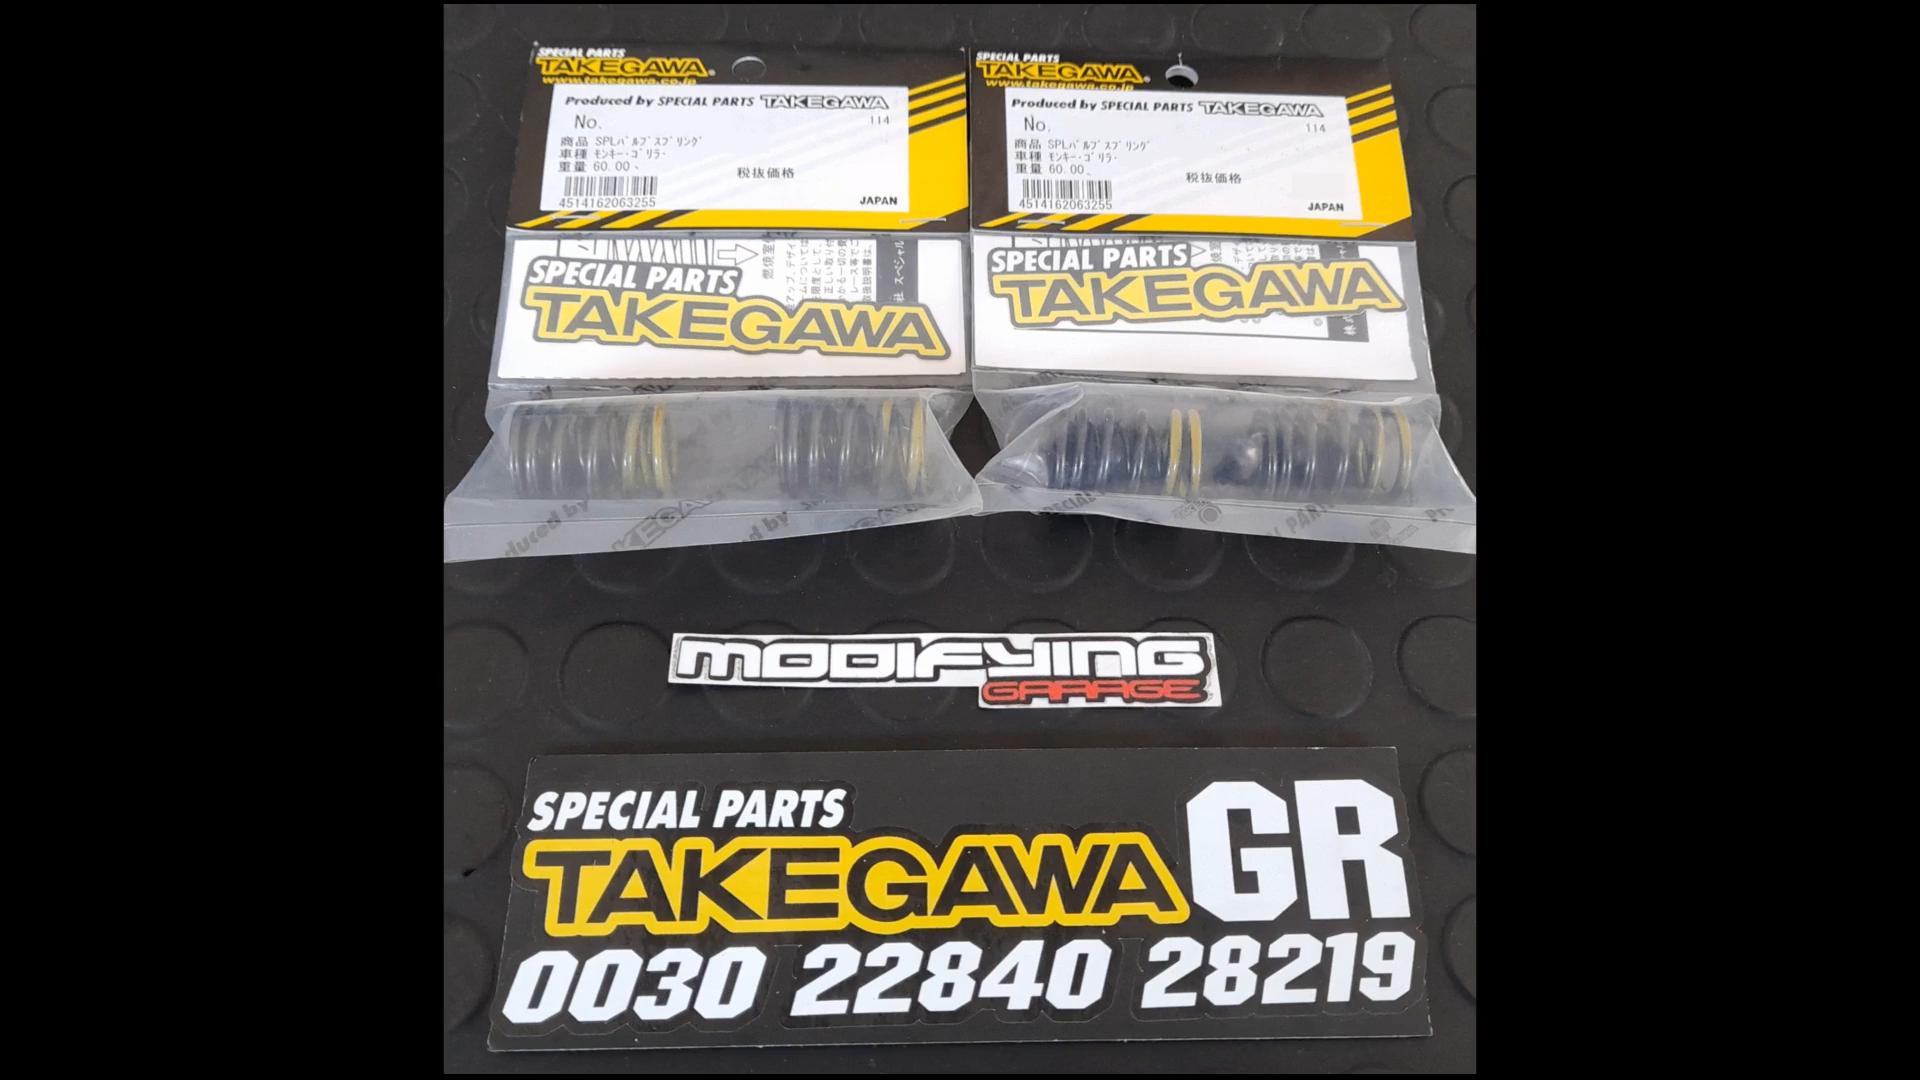 SPECIAL PARTS
TAKEGAWA
www.takegawa.co.jp
Produced by SPECIAL PARTS TAKEGAWA
No.
114
商品 SPLﾊﾞﾙﾌﾞｽﾌﾟﾘﾝｸﾞ
車種 ﾓﾝｷｰ･ｺﾞﾘﾗ･
重量 60.00
税抜価格
4514162063255
JAPAN
SPECIAL PARTS
TAKEGAWA
www.takegawa.co.jp
Produced by SPECIAL PARTS TAKEGAWA
No.
114
商品 SPLﾊﾞﾙﾌﾞｽﾌﾟﾘﾝｸﾞ
車種 ﾓﾝｷｰ･ｺﾞﾘﾗ･
重量 60.00
税抜価格
4514162063255
JAPAN
SPECIAL PARTS
TAKEGAWA
SPECIAL PARTS
TAKEGAWA
MODIFYING
GARAGE
SPECIAL PARTS
TAKEGAWA GR
0030 22840 28219